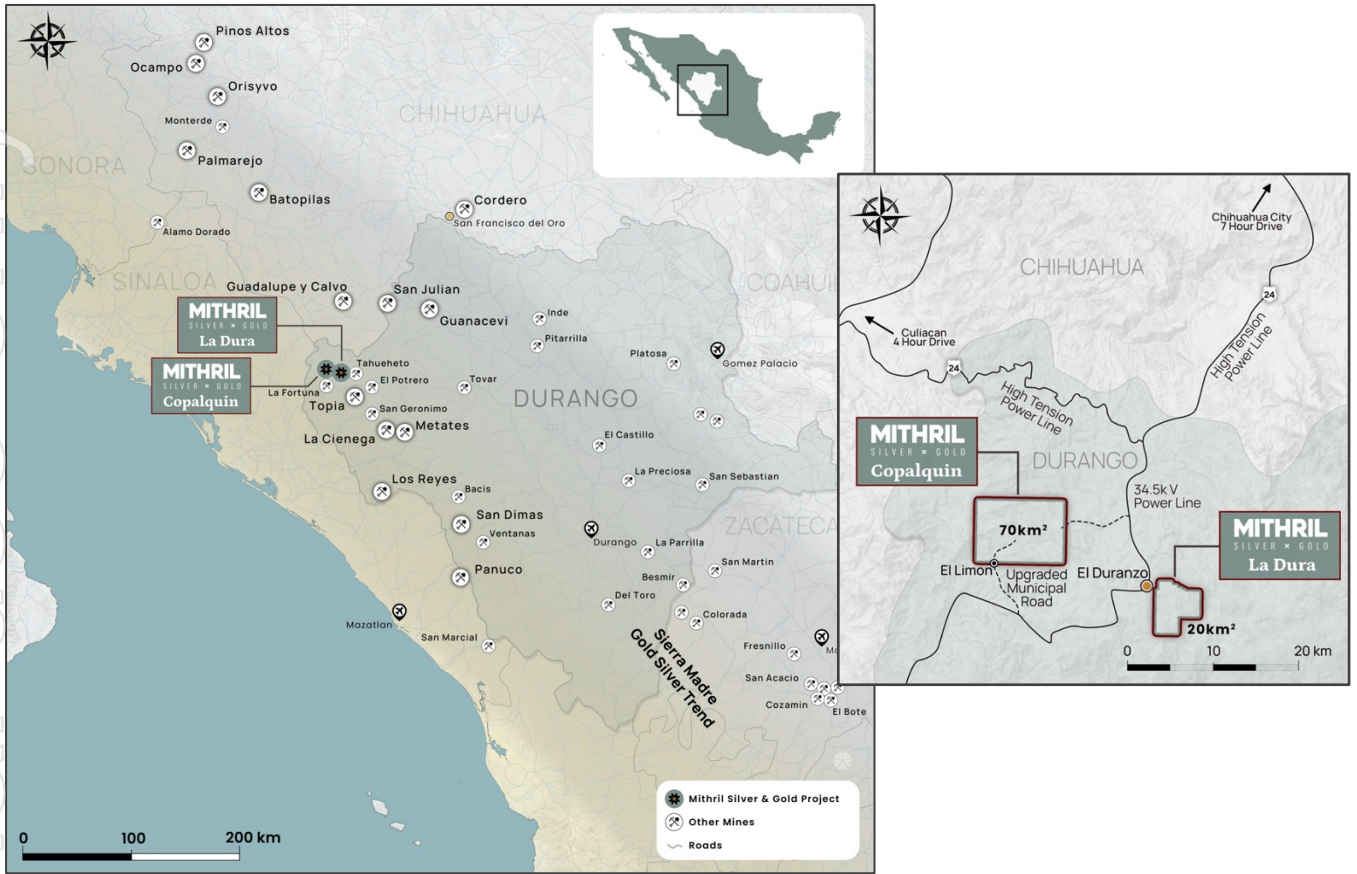 Pinos Altos
Ocampo
Orisyvo
Monterde
CHIHUAHUA
SONORA
Palmarejo
Batopilas
Cordero
San Francisco del Oro
Alamo Dorado
SINALOA
Guadalupe y Calvo
San Julian
Guanacevi
COAHUIL
MITHRIL
SILVER × GOLD
La Dura
Inde
Pitarrilla
Platosa
Gomez Palacio
MITHRIL
SILVER × GOLD
Copalquin
Tahueheto
La Fortuna
El Potrero
Tovar
Topia
San Geronimo
DURANGO
La Cienega
Metates
El Castillo
Los Reyes
Bacis
La Preciosa
San Sebastian
San Dimas
Ventanas
ZACATECA
Durango
La Parrilla
San Martin
Panuco
Besmir
Del Toro
Colorada
Mazatlan
San Marcial
Sierra Madre
Gold Silver Trend
Fresnillo
San Acacio
Cozamin
El Bote
Mithril Silver & Gold Project
Other Mines
Roads
0 100 200 km
Chihuahua City
7 Hour Drive
CHIHUAHUA
24
Culiacan
4 Hour Drive
24
High Tension
Power Line
High Tension
Power Line
MITHRIL
SILVER × GOLD
Copalquin
DURANGO
34.5k V
Power Line
70km²
MITHRIL
SILVER × GOLD
La Dura
El Limon
Upgraded
Municipal
Road
El Duranzo
20km²
0 10 20 km